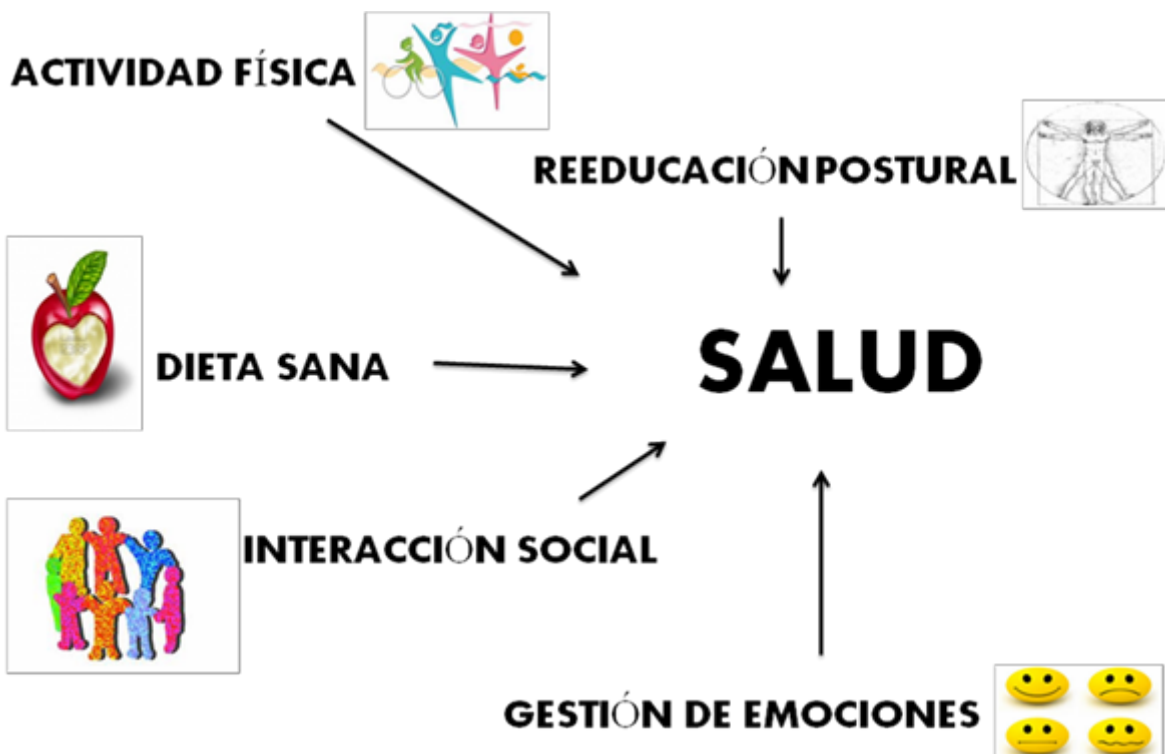 ACTIVIDAD FÍSICA
REEDUCACIÓN POSTURAL
DIETA SANA
SALUD
INTERACCIÓN SOCIAL
GESTIÓN DE EMOCIONES